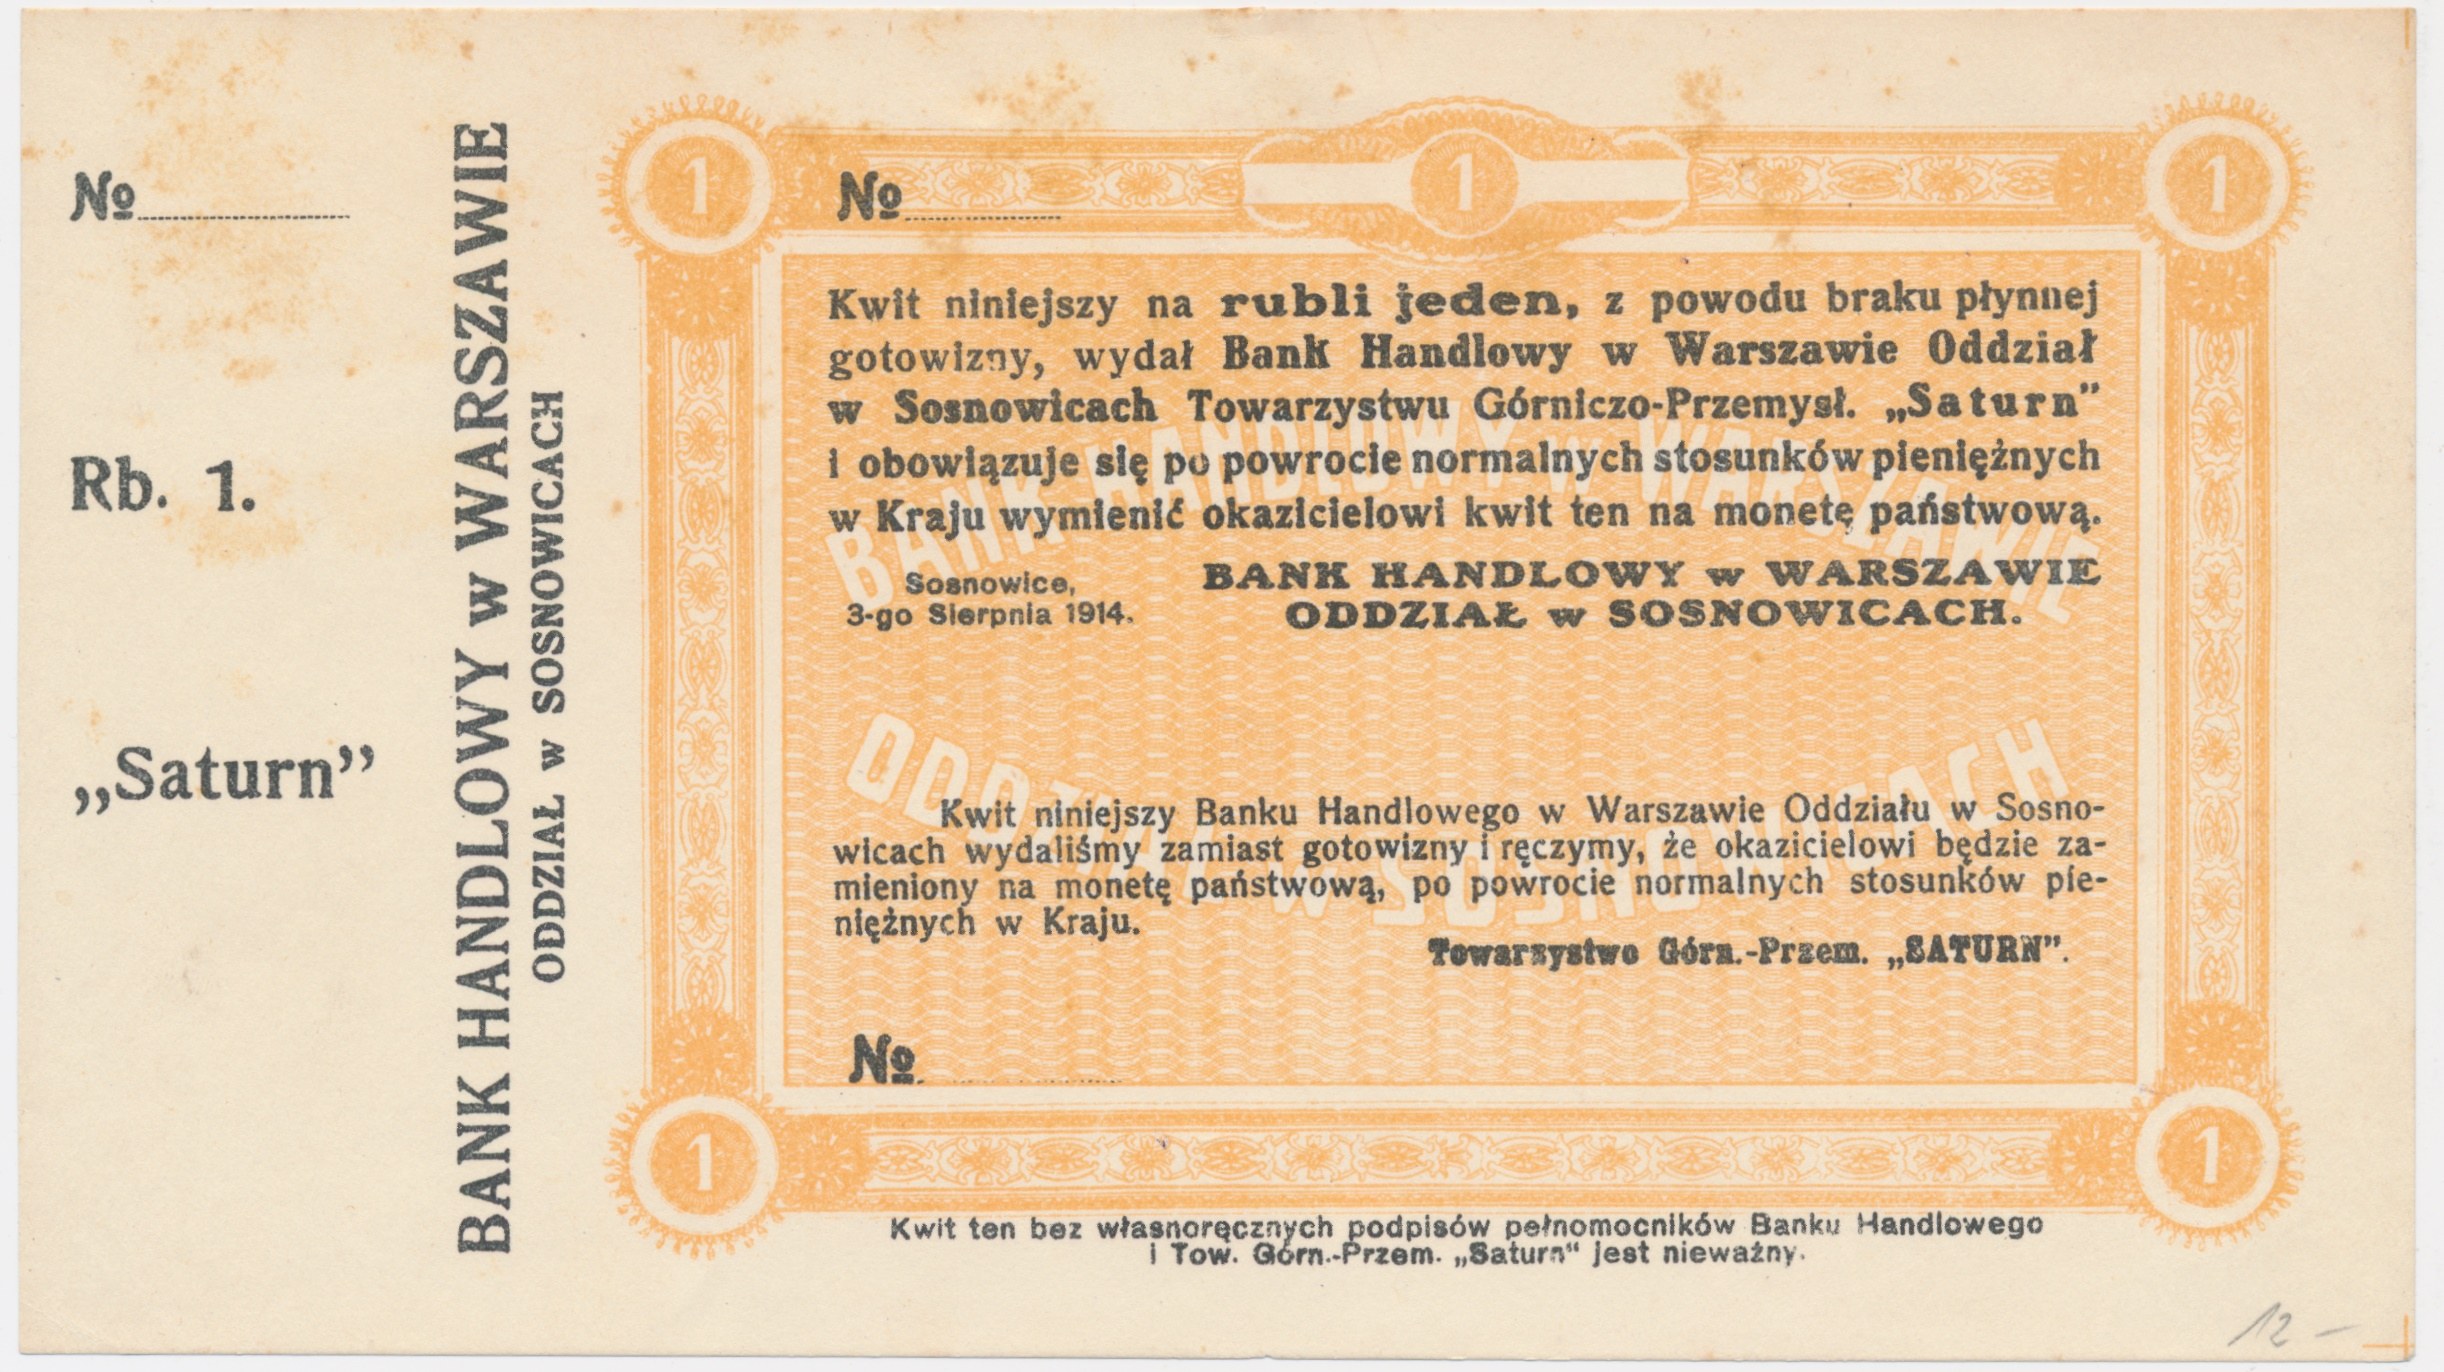 №
Rb. 1.
„Saturn”
BANK HANDLOWY w WARSZAWIE
ODDZIAŁ w SOSNOWICACH
1
1
1
№
Kwit niniejszy na rubli jeden, z powodu braku płynnej
gotowizny, wydał Bank Handlowy w Warszawie Oddział
w Sosnowicach Towarzystwu Górniczo-Przemysł. „Saturn”
i obowiązuje się po powrocie normalnych stosunków pieniężnych
w Kraju wymienić okazicielowi kwit ten na monetę państwową.
BANK HANDLOWY w WARSZAWIE
Sosnowice,
3-go Sierpnia 1914.
BANK HANDLOWY w WARSZAWIE
ODDZIAŁ w SOSNOWICACH.
ODDZIAŁ w SOSNOWICACH
Kwit niniejszy Banku Handlowego w Warszawie Oddziału w Sosno-
wicach wydaliśmy zamiast gotowizny i ręczymy, że okazicielowi będzie za-
mieniony na monetę państwową, po powrocie normalnych stosunków pie-
niężnych w Kraju.
Towarzystwo Górn.-Przem. „SATURN”.
№
1
1
Kwit ten bez własnoręcznych podpisów pełnomocników Banku Handlowego
i Tow. Górn.-Przem. „Saturn“ jest nieważny.
12 –